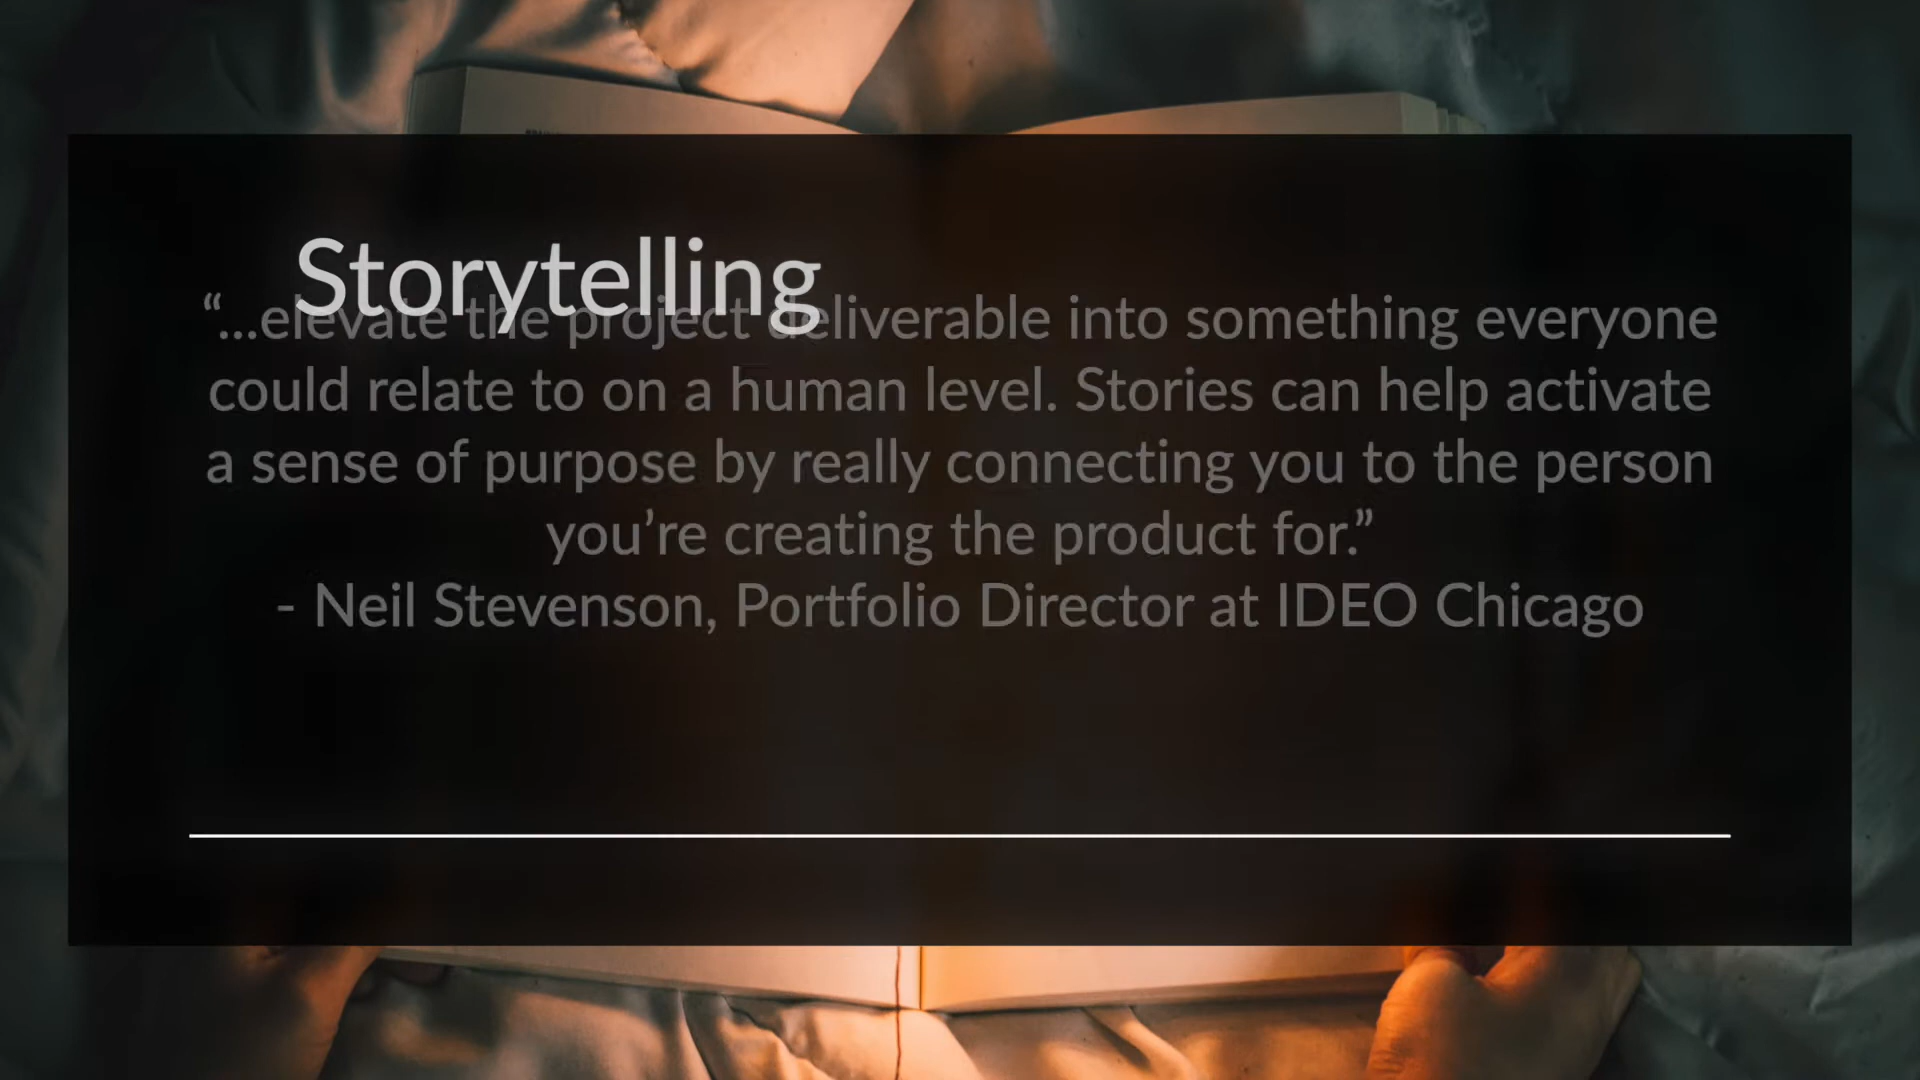 Storytelling
“...elevate the project deliverable into something everyone
could relate to on a human level. Stories can help activate
a sense of purpose by really connecting you to the person
you’re creating the product for.”
- Neil Stevenson, Portfolio Director at IDEO Chicago